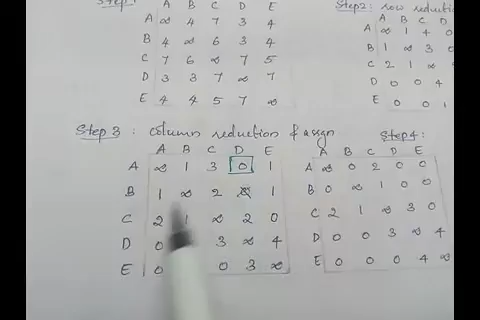 A B C D E
A ∞ 4 7 3 4
B 4 ∞ 6 3 4
C 7 6 ∞ 7 5
D 3 3 7 ∞ 7
E 4 4 5 7 ∞
Step 2: row reduction
A B C D
A ∞ 1 4 0
B 1 ∞ 3 0
C 2 1 ∞
D 0 0 4
E 0 0 1
Step 3 : column reduction & assign
A B C D E
A ∞ 1 3 0 1
B 1 ∞ 2 0 1
C 2 1 ∞ 2 0
D 0 3 ∞ 4
E 0 0 3 ∞
Step 4:
A B C D E
A ∞ 0 2 0 0
B 0 ∞ 1 0 0
C 2 1 ∞ 3 0
D 0 0 3 ∞ 4
E 0 0 0 4 ∞